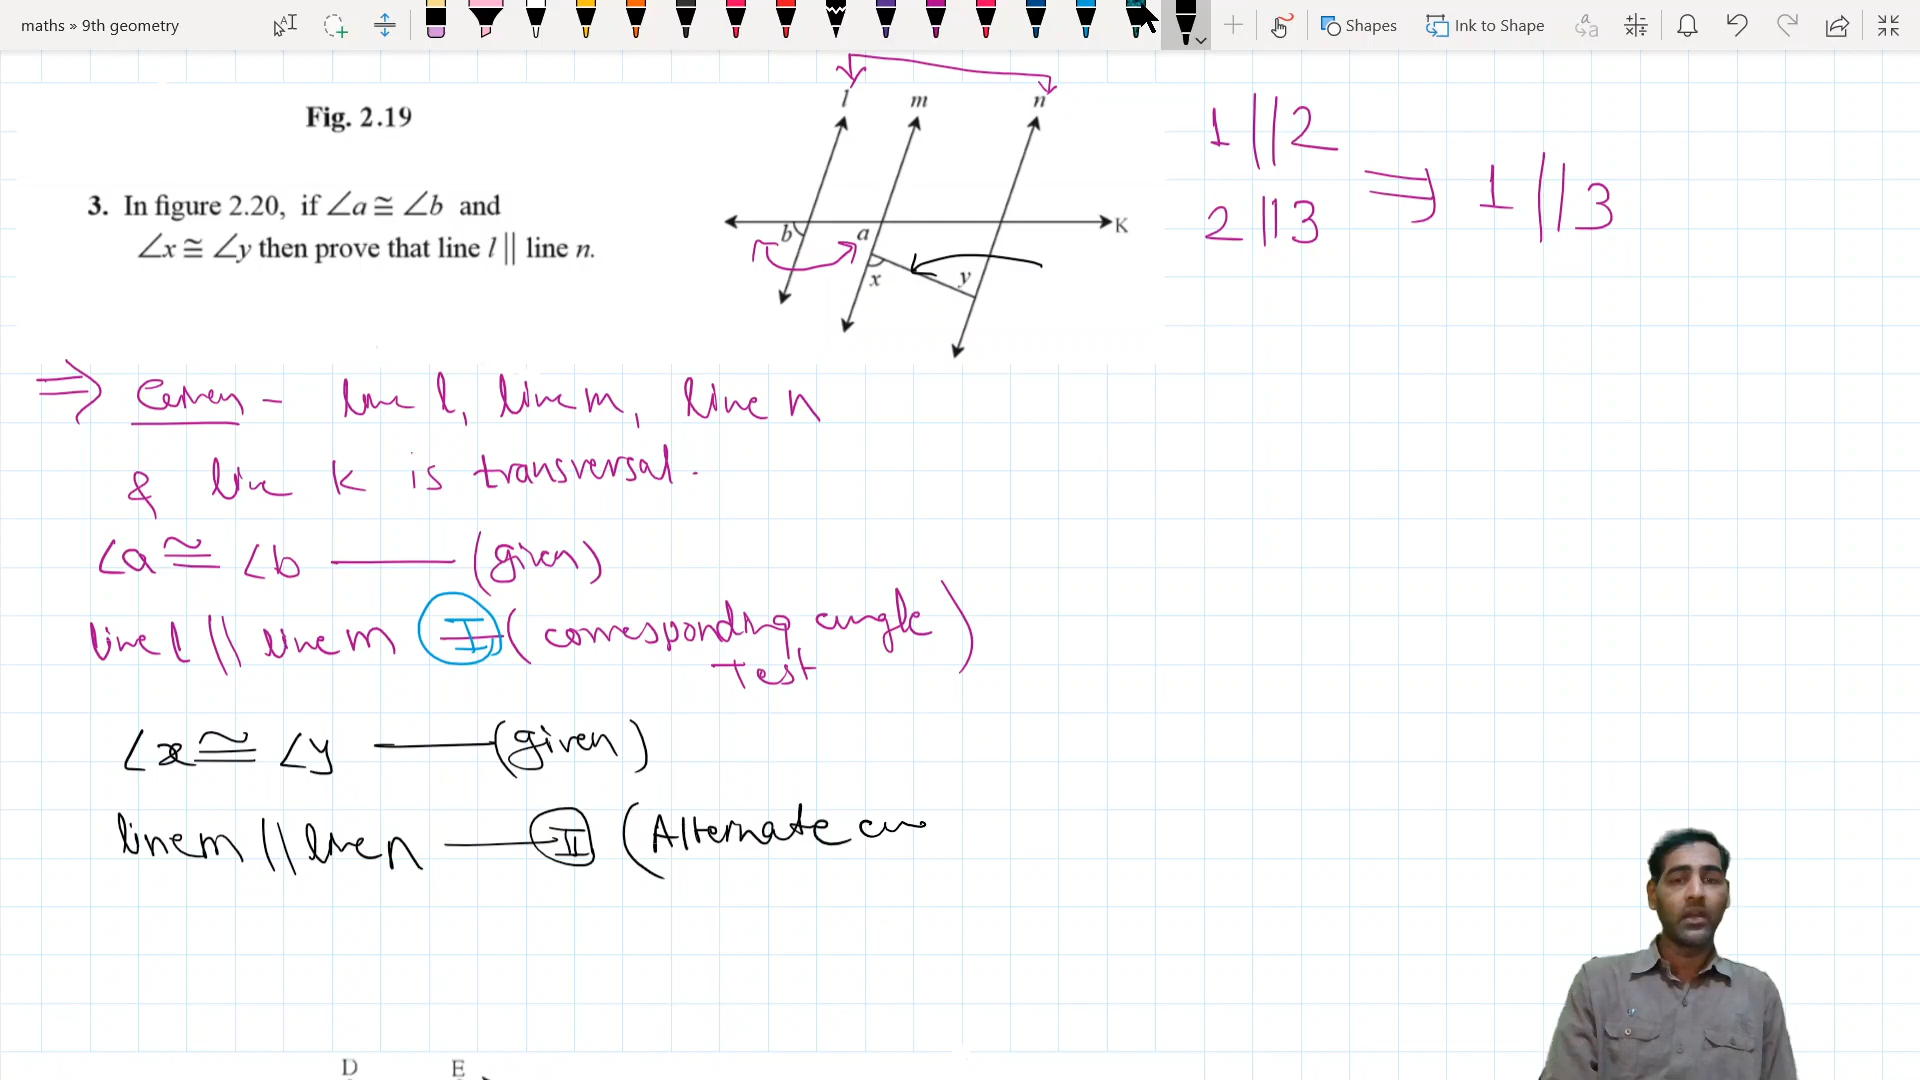 maths » 9th geometry
Shapes
Ink to Shape
Fig. 2.19
3. In figure 2.20, if ∠a ≅ ∠b and
∠x ≅ ∠y then prove that line l || line n.
l m n
K
b a
x y
1 || 2
2 || 3 ⇒ 1 || 3
⇒ Given - line l, line m, line n
& line K is transversal.
∠a ≅ ∠b —— (given)
line l // line m I (corresponding angle
Test)
∠x ≅ ∠y —— (given)
line m // line n —— II (Alternate
D E